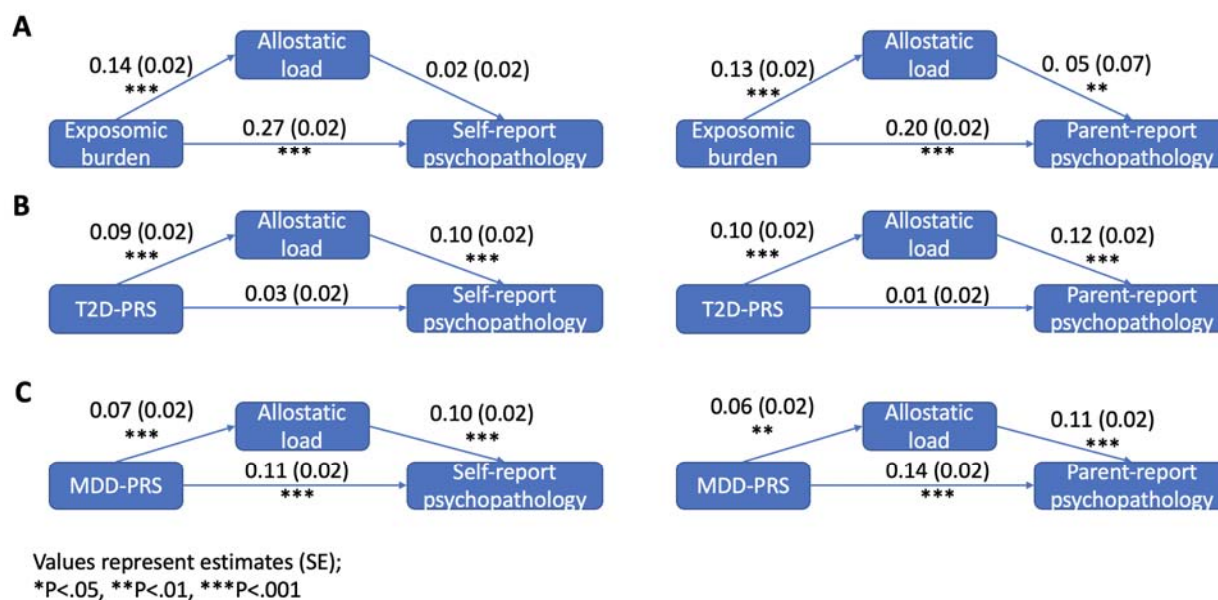 A
Allostatic
load
0.14 (0.02)
***
0.02 (0.02)
Exposomic
burden
0.27 (0.02)
***
Self-report
psychopathology
Allostatic
load
0.13 (0.02)
***
0. 05 (0.07)
**
Exposomic
burden
0.20 (0.02)
***
Parent-report
psychopathology
B
Allostatic
load
0.09 (0.02)
***
0.10 (0.02)
***
T2D-PRS
0.03 (0.02)
Self-report
psychopathology
Allostatic
load
0.10 (0.02)
***
0.12 (0.02)
***
T2D-PRS
0.01 (0.02)
Parent-report
psychopathology
C
Allostatic
load
0.07 (0.02)
***
0.10 (0.02)
***
MDD-PRS
0.11 (0.02)
***
Self-report
psychopathology
Allostatic
load
0.06 (0.02)
**
0.11 (0.02)
***
MDD-PRS
0.14 (0.02)
***
Parent-report
psychopathology
Values represent estimates (SE);
*P<.05, **P<.01, ***P<.001